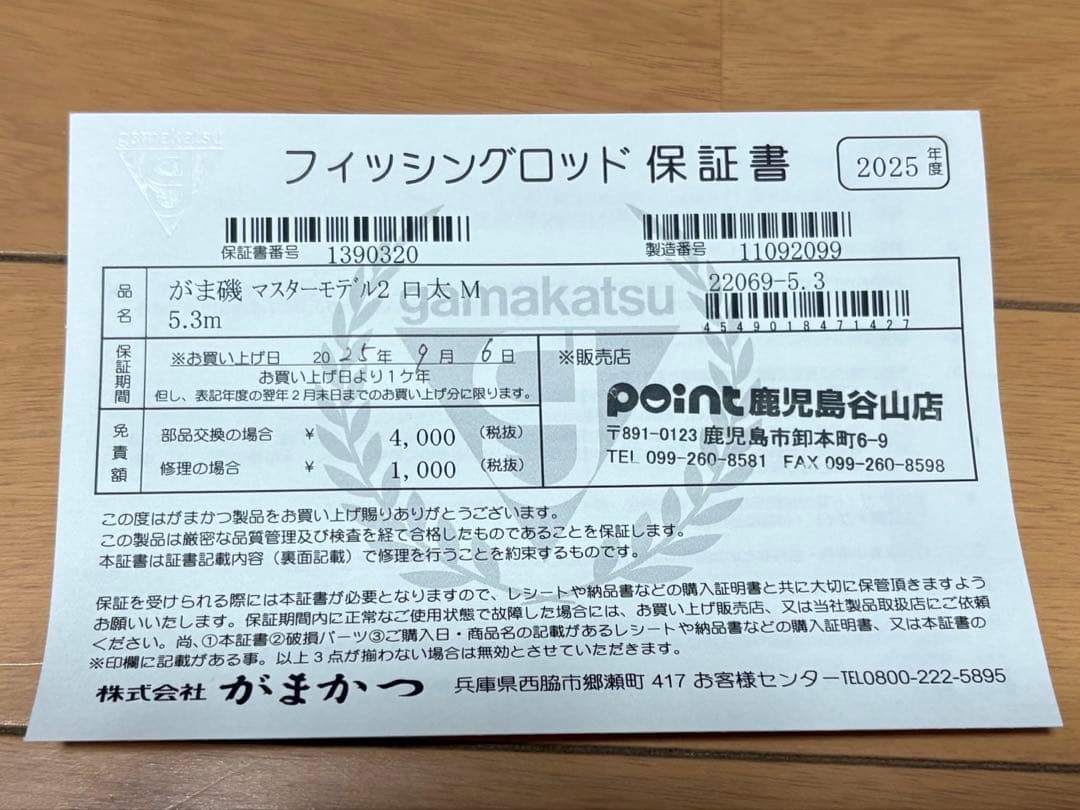 gamakatsu
フィッシングロッド 保証書
2025 年度
保証書番号 1390320
製造番号 11092099
品名
がま磯 マスターモデル2 口太 M
5.3m
22069-5.3
4549018471427
gamakatsu
保証期間
※お買い上げ日 2025年 9月 6日
お買い上げ日より1ケ年
但し、表記年度の翌年2月末日までのお買い上げ分に限ります。
※販売店
point 鹿児島谷山店
〒891-0123 鹿児島市卸本町6-9
TEL 099-260-8581 FAX 099-260-8598
免責額
部品交換の場合 ¥ 4,000 (税抜)
修理の場合 ¥ 1,000 (税抜)
この度はがまかつ製品をお買い上げ賜りありがとうございます。
この製品は厳密な品質管理及び検査を経て合格したものであることを保証します。
本証書は証書記載内容(裏面記載)で修理を行うことを約束するものです。
保証を受けられる際には本証書が必要となりますので、レシートや納品書などの購入証明書と共に大切に保管頂きますよう
お願いいたします。保証期間内に正常なご使用状態で故障した場合には、お買い上げ販売店、又は当社製品取扱店にご依頼
ください。尚、①本証書②破損パーツ③ご購入日・商品名の記載があるレシートや納品書などの購入証明書、又は本証書の
※印欄に記載がある事。以上3点が揃わない場合は無効とさせていただきます。
株式会社 がまかつ 兵庫県西脇市郷瀬町 417 お客様センターTEL0800-222-5895